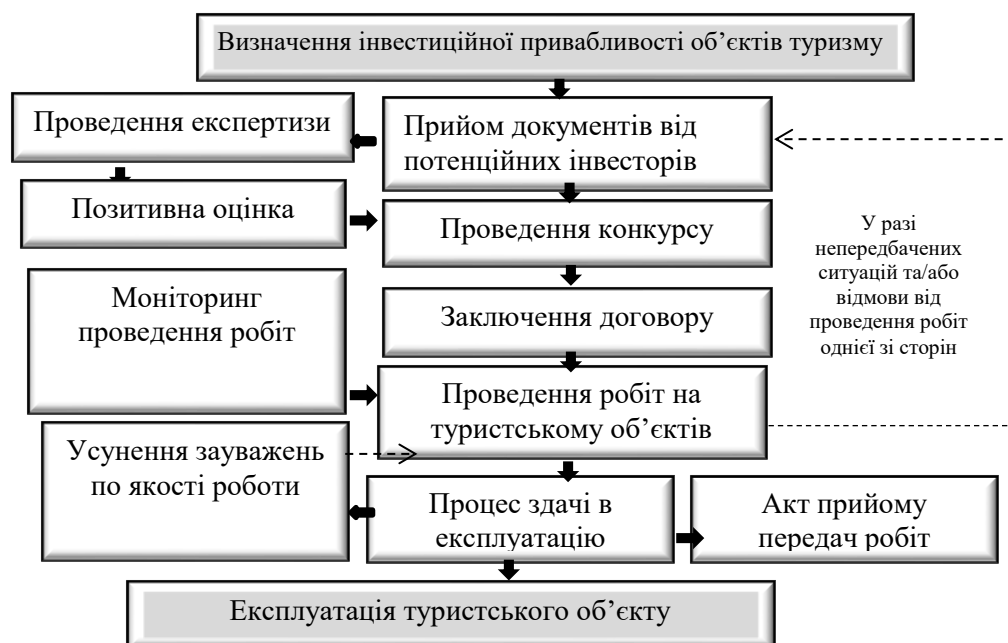 Визначення інвестиційної привабливості об’єктів туризму
Проведення експертизи
Прийом документів від
потенційних інвесторів
Позитивна оцінка
Проведення конкурсу
У разі
непередбачених
ситуацій та/або
відмови від
проведення робіт
однієї зі сторін
Моніторинг
проведення робіт
Заключення договору
Проведення робіт на
туристському об’єктів
Усунення зауважень
по якості роботи
Процес здачі в
експлуатацію
Акт прийому
передач робіт
Експлуатація туристського об’єкту